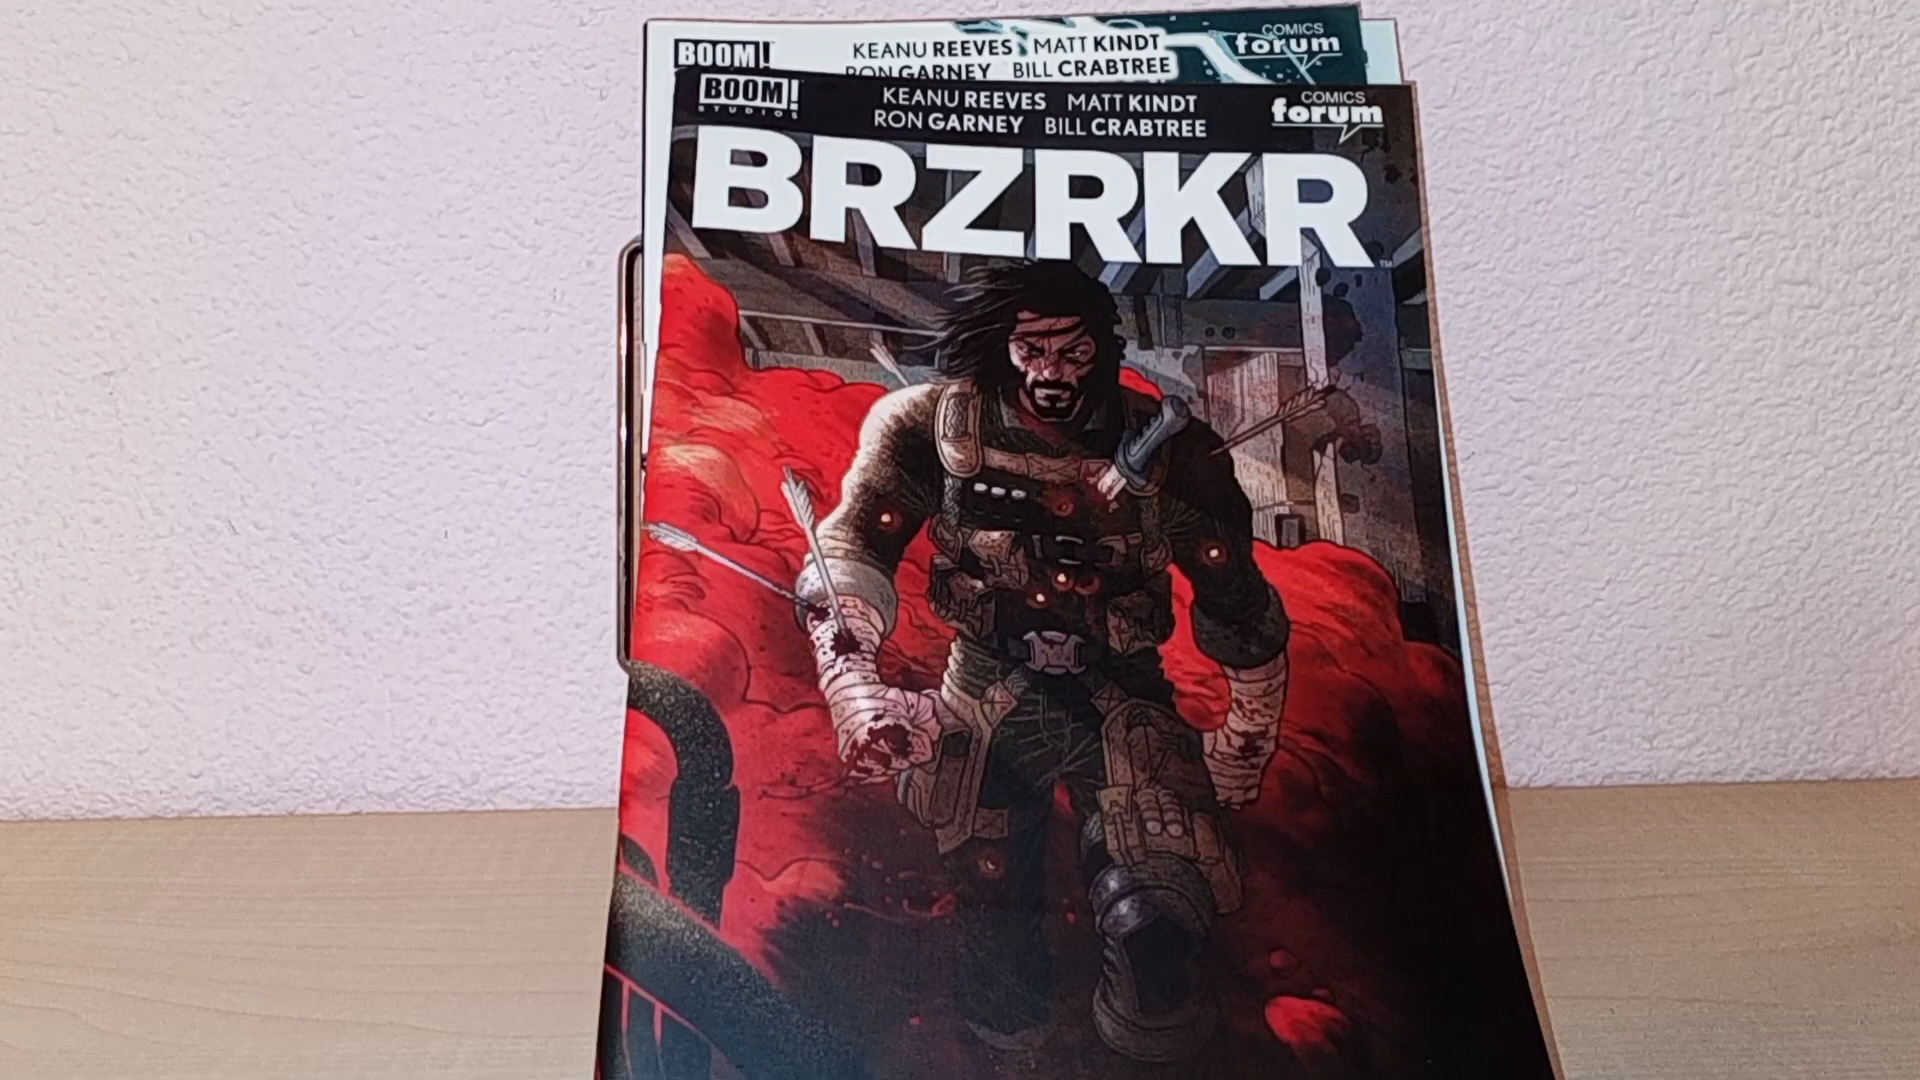 BOOM!
KEANU REEVES MATT KINDT
RON GARNEY BILL CRABTREE
COMICS
forum
BOOM!
STUDIOS
KEANU REEVES MATT KINDT
RON GARNEY BILL CRABTREE
COMICS
forum
BRZRKR™